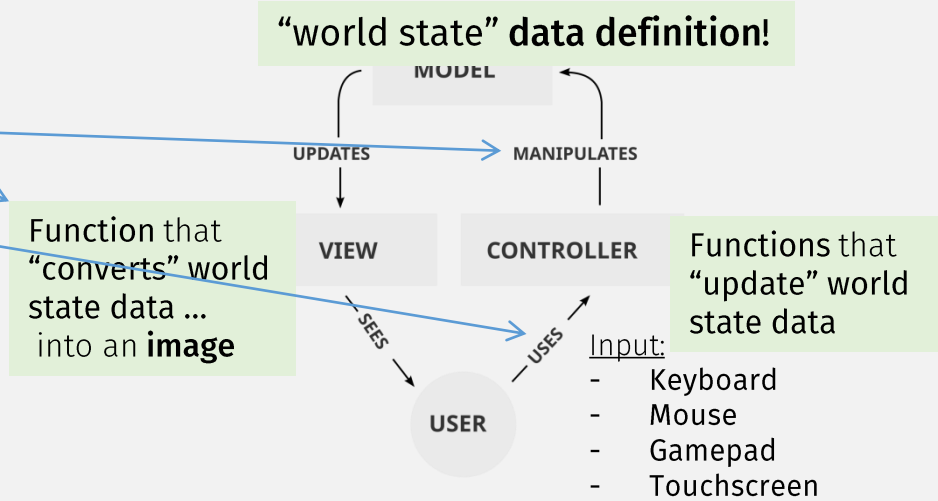 “world state” data definition!
MODEL
UPDATES
MANIPULATES
Function that
“converts” world
state data ...
into an image
VIEW
CONTROLLER
Functions that
“update” world
state data
SEES
USES
USER
Input:
- Keyboard
- Mouse
- Gamepad
- Touchscreen